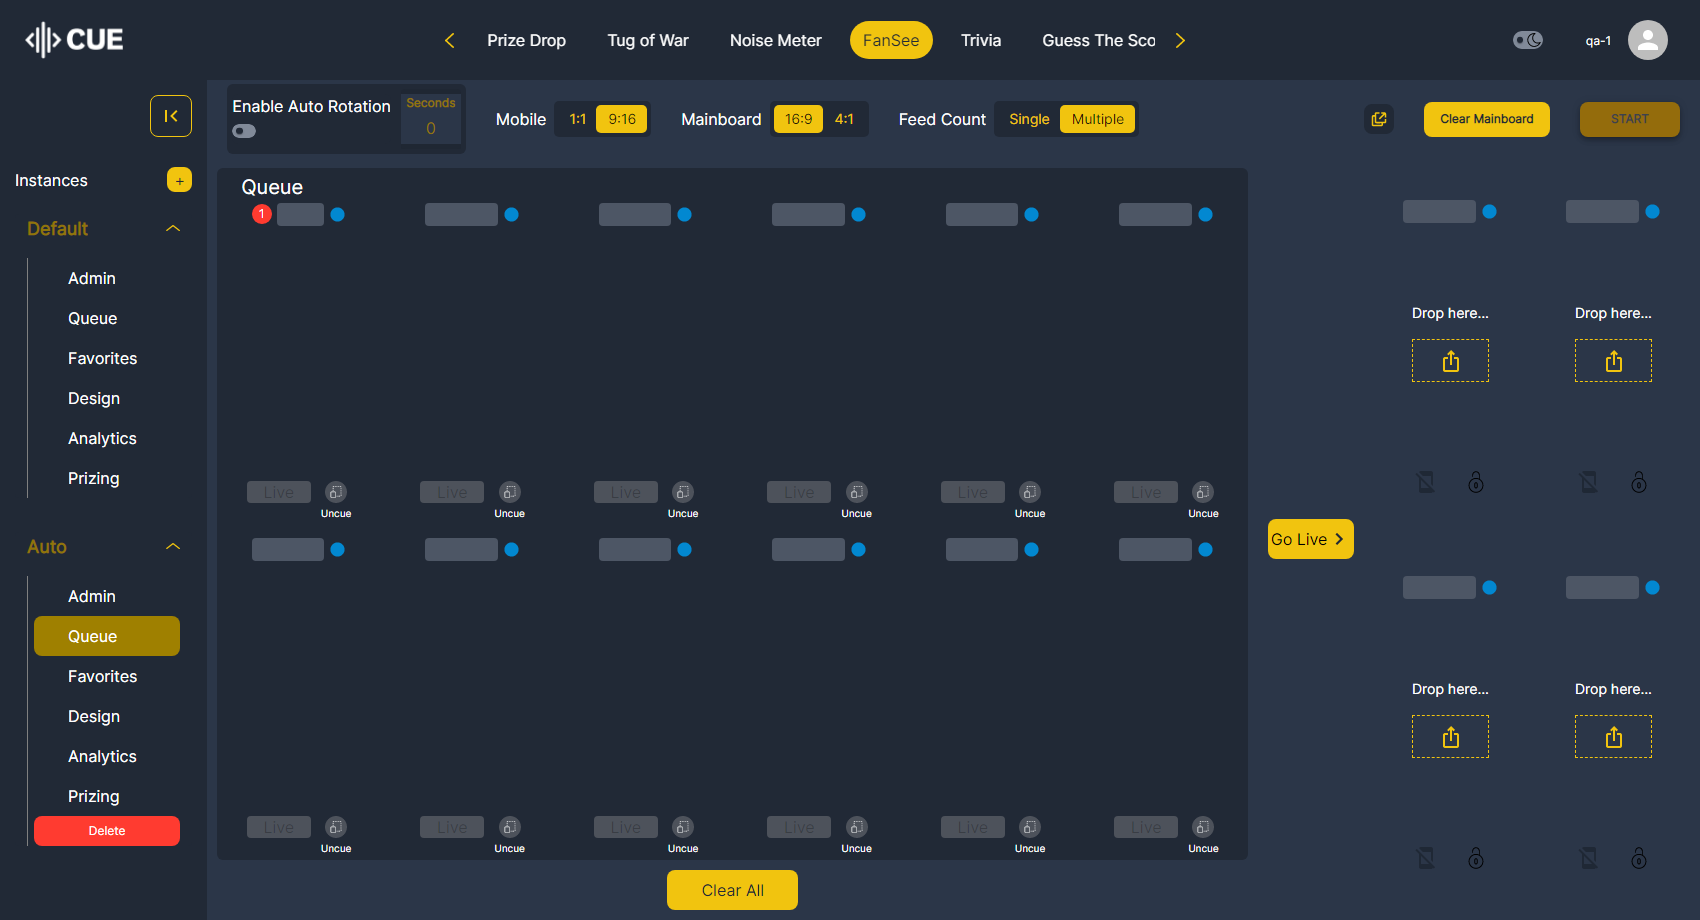 CUE
Prize Drop
Tug of War
Noise Meter
FanSee
Trivia
Guess The Sco
qa-1
Enable Auto Rotation
Seconds
0
Mobile
1:1
9:16
Mainboard
16:9
4:1
Feed Count
Single
Multiple
Clear Mainboard
START
Instances
+
Default
Admin
Queue
Favorites
Design
Analytics
Prizing
Auto
Admin
Queue
Favorites
Design
Analytics
Prizing
Delete
Queue
1
Live
Uncue
Live
Uncue
Live
Uncue
Live
Uncue
Live
Uncue
Live
Uncue
Live
Uncue
Live
Uncue
Live
Uncue
Live
Uncue
Live
Uncue
Live
Uncue
Clear All
Go Live
Drop here...
Drop here...
Drop here...
Drop here...